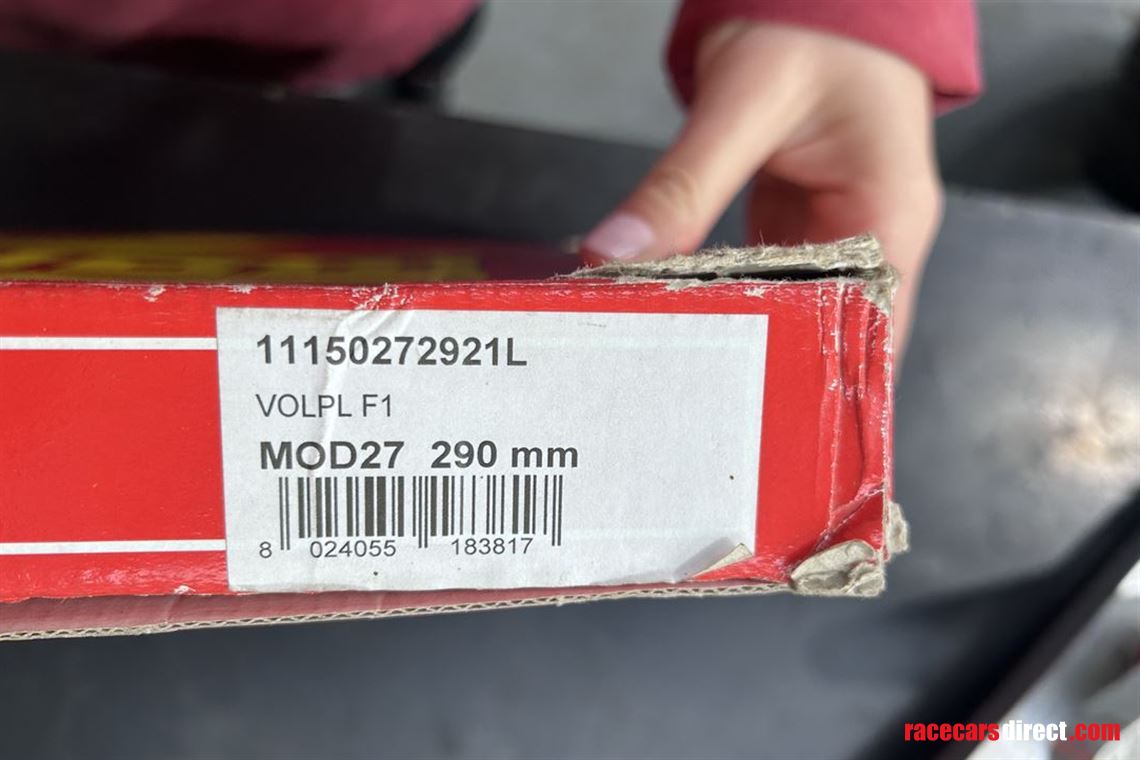 11150272921L
VOLPL F1
MOD27 290 mm
8 024055 183817
racecarsdirect.com